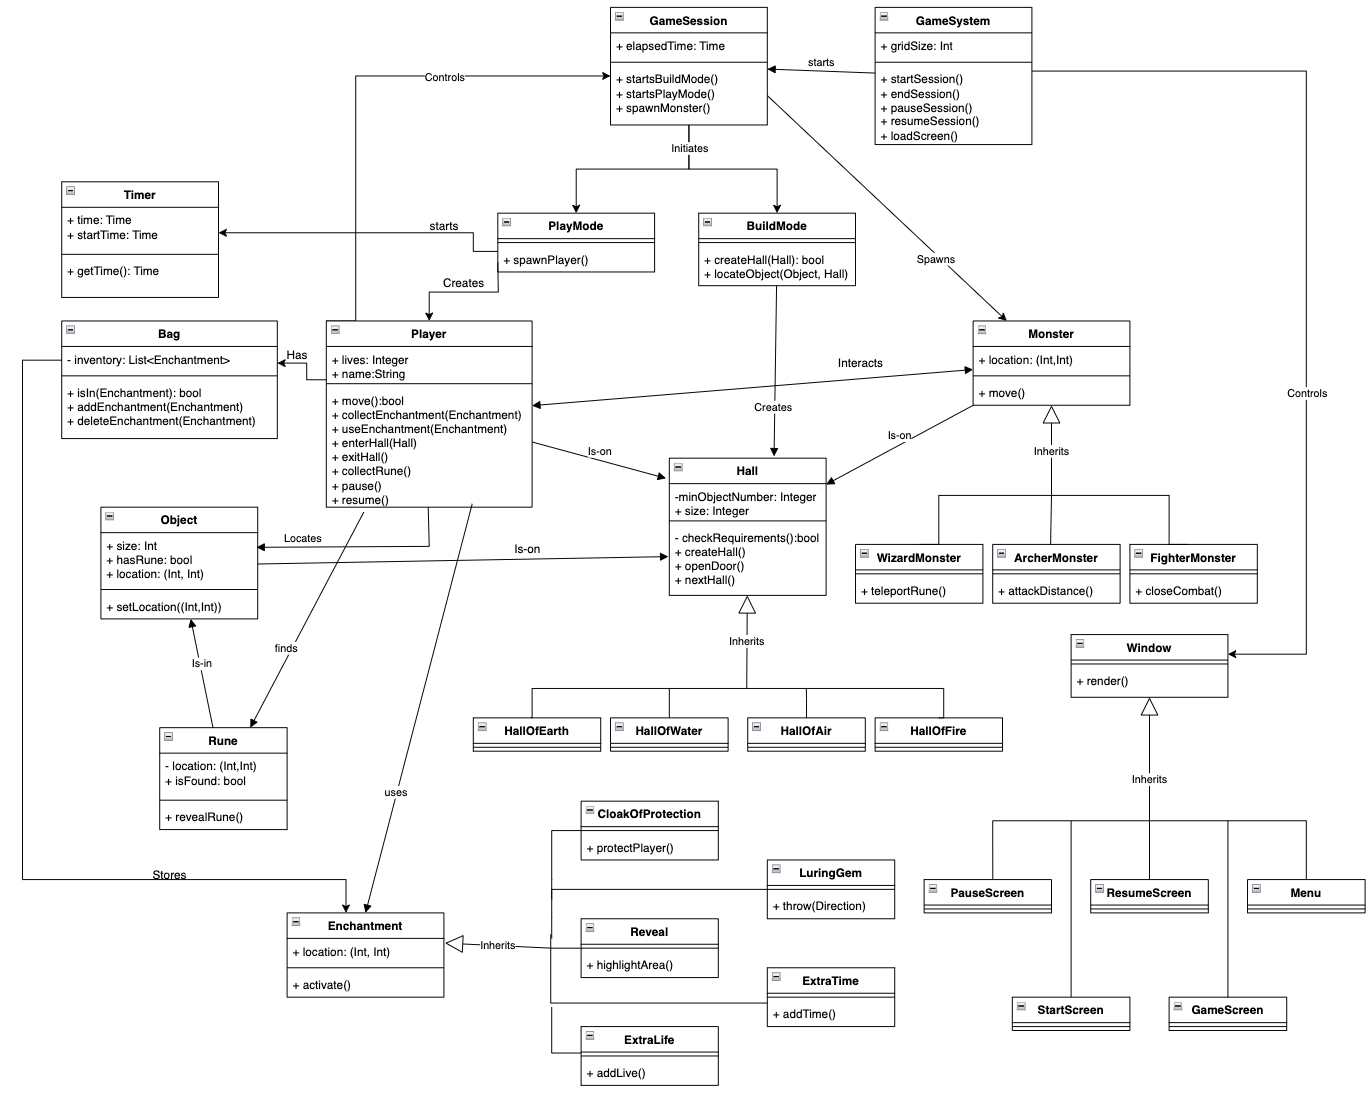 GameSession
+ elapsedTime: Time
+ startsBuildMode()
+ startsPlayMode()
+ spawnMonster()
GameSystem
+ gridSize: Int
+ startSession()
+ endSession()
+ pauseSession()
+ resumeSession()
+ loadScreen()
starts
Controls
Initiates
Timer
+ time: Time
+ startTime: Time
+ getTime(): Time
starts
PlayMode
+ spawnPlayer()
BuildMode
+ createHall(Hall): bool
+ locateObject(Object, Hall)
Spawns
Creates
Bag
- inventory: List<Enchantment>
+ isIn(Enchantment): bool
+ addEnchantment(Enchantment)
+ deleteEnchantment(Enchantment)
Has
Player
+ lives: Integer
+ name:String
+ move():bool
+ collectEnchantment(Enchantment)
+ useEnchantment(Enchantment)
+ enterHall(Hall)
+ exitHall()
+ collectRune()
+ pause()
+ resume()
Interacts
Monster
+ location: (Int,Int)
+ move()
Controls
Creates
Is-on
Is-on
Inherits
Hall
-minObjectNumber: Integer
+ size: Integer
- checkRequirements():bool
+ createHall()
+ openDoor()
+ nextHall()
Object
+ size: Int
+ hasRune: bool
+ location: (Int, Int)
+ setLocation((Int,Int))
Locates
Is-on
WizardMonster
+ teleportRune()
ArcherMonster
+ attackDistance()
FighterMonster
+ closeCombat()
Is-in
finds
Inherits
Window
+ render()
Rune
- location: (Int,Int)
+ isFound: bool
+ revealRune()
HallOfEarth
HallOfWater
HallOfAir
HallOfFire
uses
Inherits
CloakOfProtection
+ protectPlayer()
LuringGem
+ throw(Direction)
Stores
PauseScreen
ResumeScreen
Menu
Enchantment
+ location: (Int, Int)
+ activate()
Inherits
Reveal
+ highlightArea()
ExtraTime
+ addTime()
StartScreen
GameScreen
ExtraLife
+ addLive()